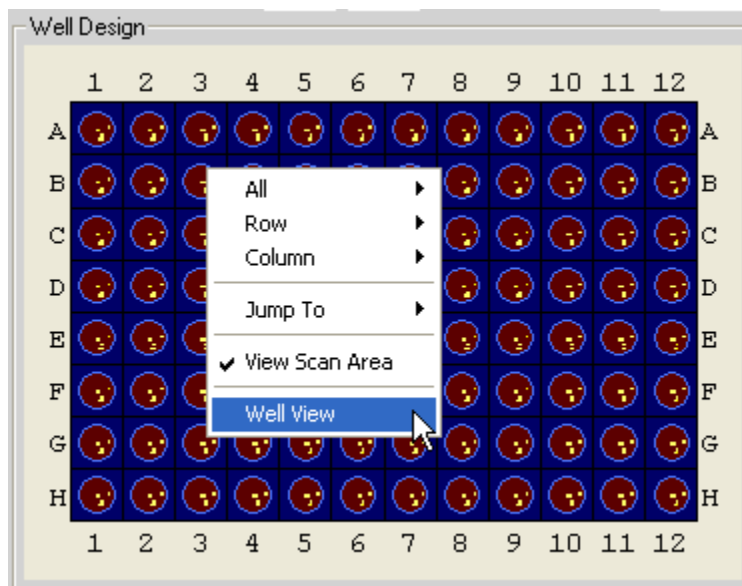 Well Design
1 2 3 4 5 6 7 8 9 10 11 12
A A
B B
All
Row
C C
Column
D D
Jump To
E E
View Scan Area
F F
Well View
G G
H H
1 2 3 4 5 6 7 8 9 10 11 12